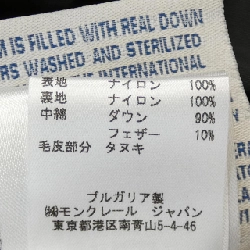 M IS FILLED WITH REAL DOWN
ERS WASHED AND STERILIZED
THE INTERNATIONAL
表地 ナイロン 100%
裏地 ナイロン 100%
中綿 ダウン 90%
フェザー 10%
毛皮部分 タヌキ
ブルガリア製
㈱モンクレール ジャパン
東京都港区南青山5-4-46